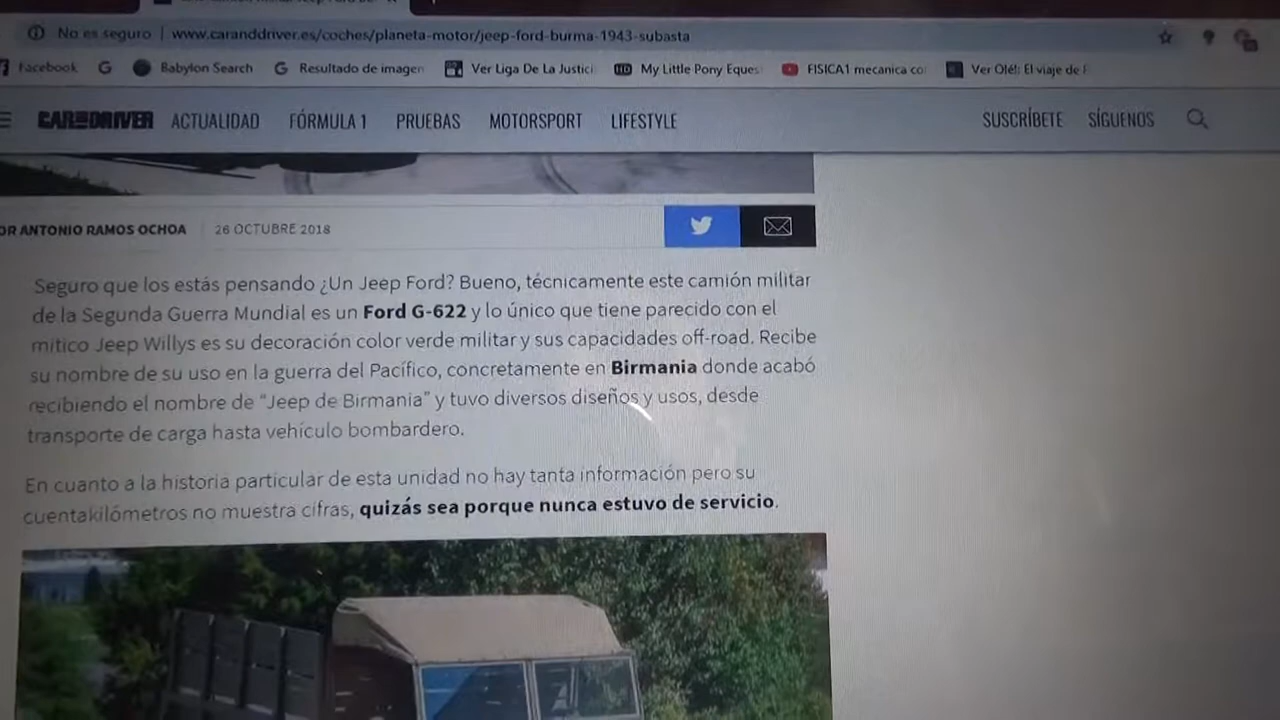 No es seguro | www.caranddriver.es/coches/planeta-motor/jeep-ford-burma-1943-subasta
Facebook Babylon Search Resultado de imagen Ver Liga De La Justici My Little Pony Eques FISICA1 mecanica co Ver Olé!: El viaje de F
CAR AND DRIVER ACTUALIDAD FÓRMULA 1 PRUEBAS MOTORSPORT LIFESTYLE SUSCRÍBETE SÍGUENOS
OR ANTONIO RAMOS OCHOA 26 OCTUBRE 2018
Seguro que los estás pensando ¿Un Jeep Ford? Bueno, técnicamente este camión militar
de la Segunda Guerra Mundial es un Ford G-622 y lo único que tiene parecido con el
mítico Jeep Willys es su decoración color verde militar y sus capacidades off-road. Recibe
su nombre de su uso en la guerra del Pacífico, concretamente en Birmania donde acabó
recibiendo el nombre de “Jeep de Birmania” y tuvo diversos diseños y usos, desde
transporte de carga hasta vehículo bombardero.
En cuanto a la historia particular de esta unidad no hay tanta información pero su
cuentakilómetros no muestra cifras, quizás sea porque nunca estuvo de servicio.